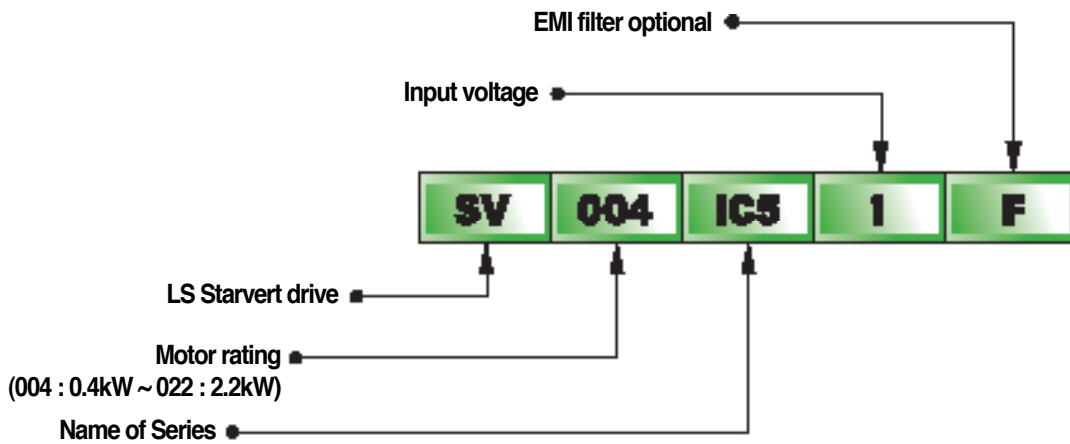 EMI filter optional
Input voltage
SV 004 IC5 1 F
LS Starvert drive
Motor rating
(004 : 0.4kW ~ 022 : 2.2kW)
Name of Series